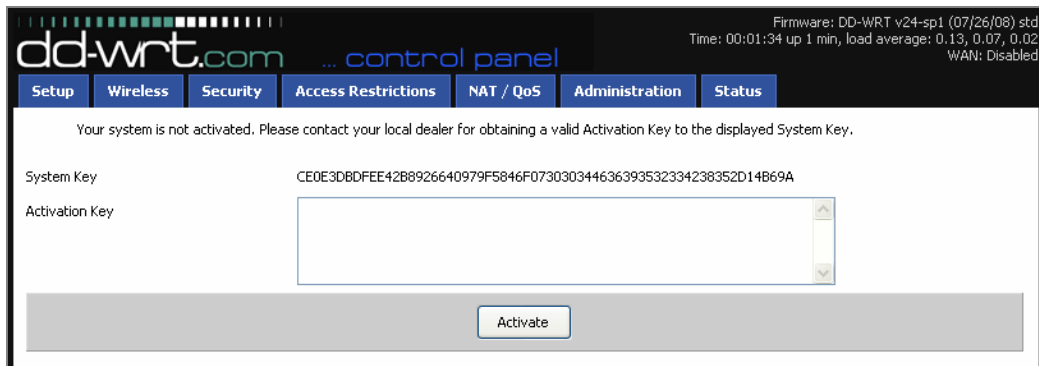 Firmware: DD-WRT v24-sp1 (07/26/08) std
Time: 00:01:34 up 1 min, load average: 0.13, 0.07, 0.02
WAN: Disabled
dd-wrt.com ... control panel
Setup Wireless Security Access Restrictions NAT / QoS Administration Status
Your system is not activated. Please contact your local dealer for obtaining a valid Activation Key to the displayed System Key.
System Key CE0E3DBDFEE42B8926640979F5846F0730303446363935323342383​52D14B69A
Activation Key
Activate